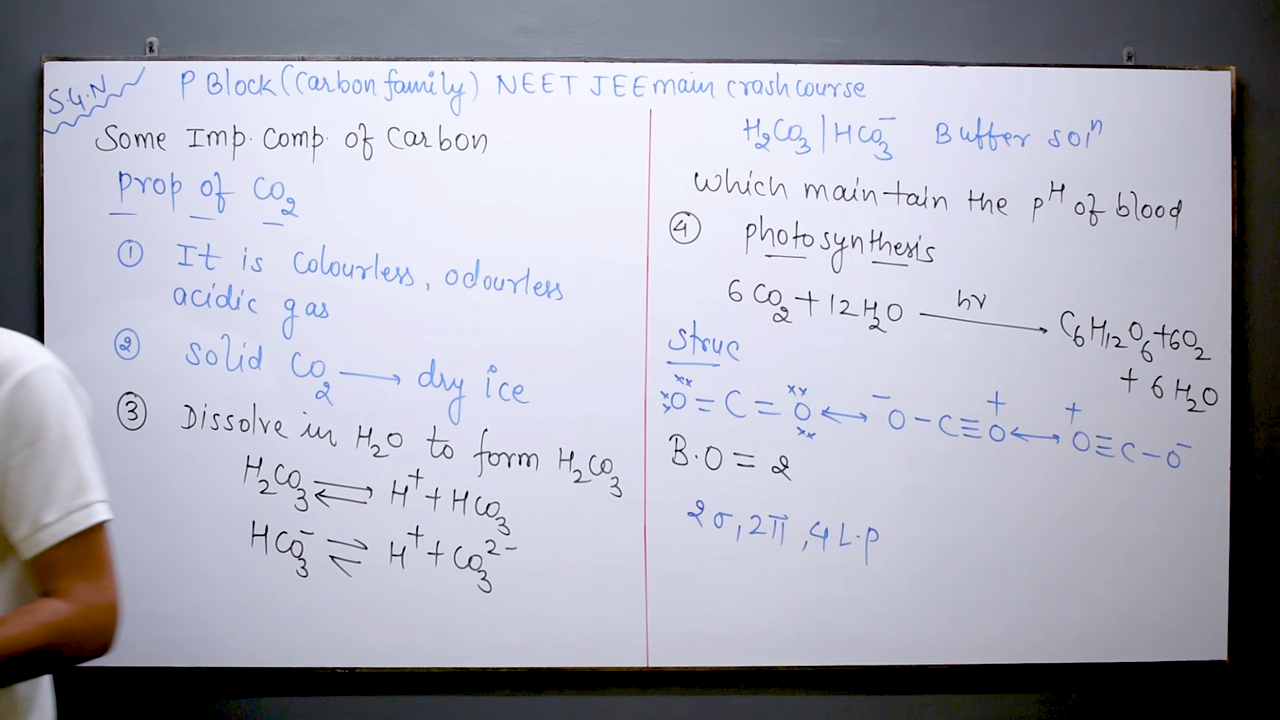 S.G.N
P Block (Carbon family) NEET JEE main crash course
Some Imp. Comp. of Carbon
prop of CO₂
① It is colourless, odourless
acidic gas
② solid CO₂ ⟶ dry ice
③ Dissolve in H₂O to form H₂CO₃
H₂CO₃ ⇌ H⁺ + HCO₃
HCO₃⁻ ⇌ H⁺ + CO₃²⁻
H₂CO₃ | HCO₃⁻ Buffer solⁿ
which maintain the pᴴ of blood
④ photosynthesis
6CO₂ + 12H₂O ⟶ hν C₆H₁₂O₆ + 6O₂
+ 6H₂O
Struc
O = C = O ⟷ ⁻O – C ≡ O⁺ ⟷ ⁺O ≡ C – O⁻
B.O = 2
2σ, 2π, 4 L.p